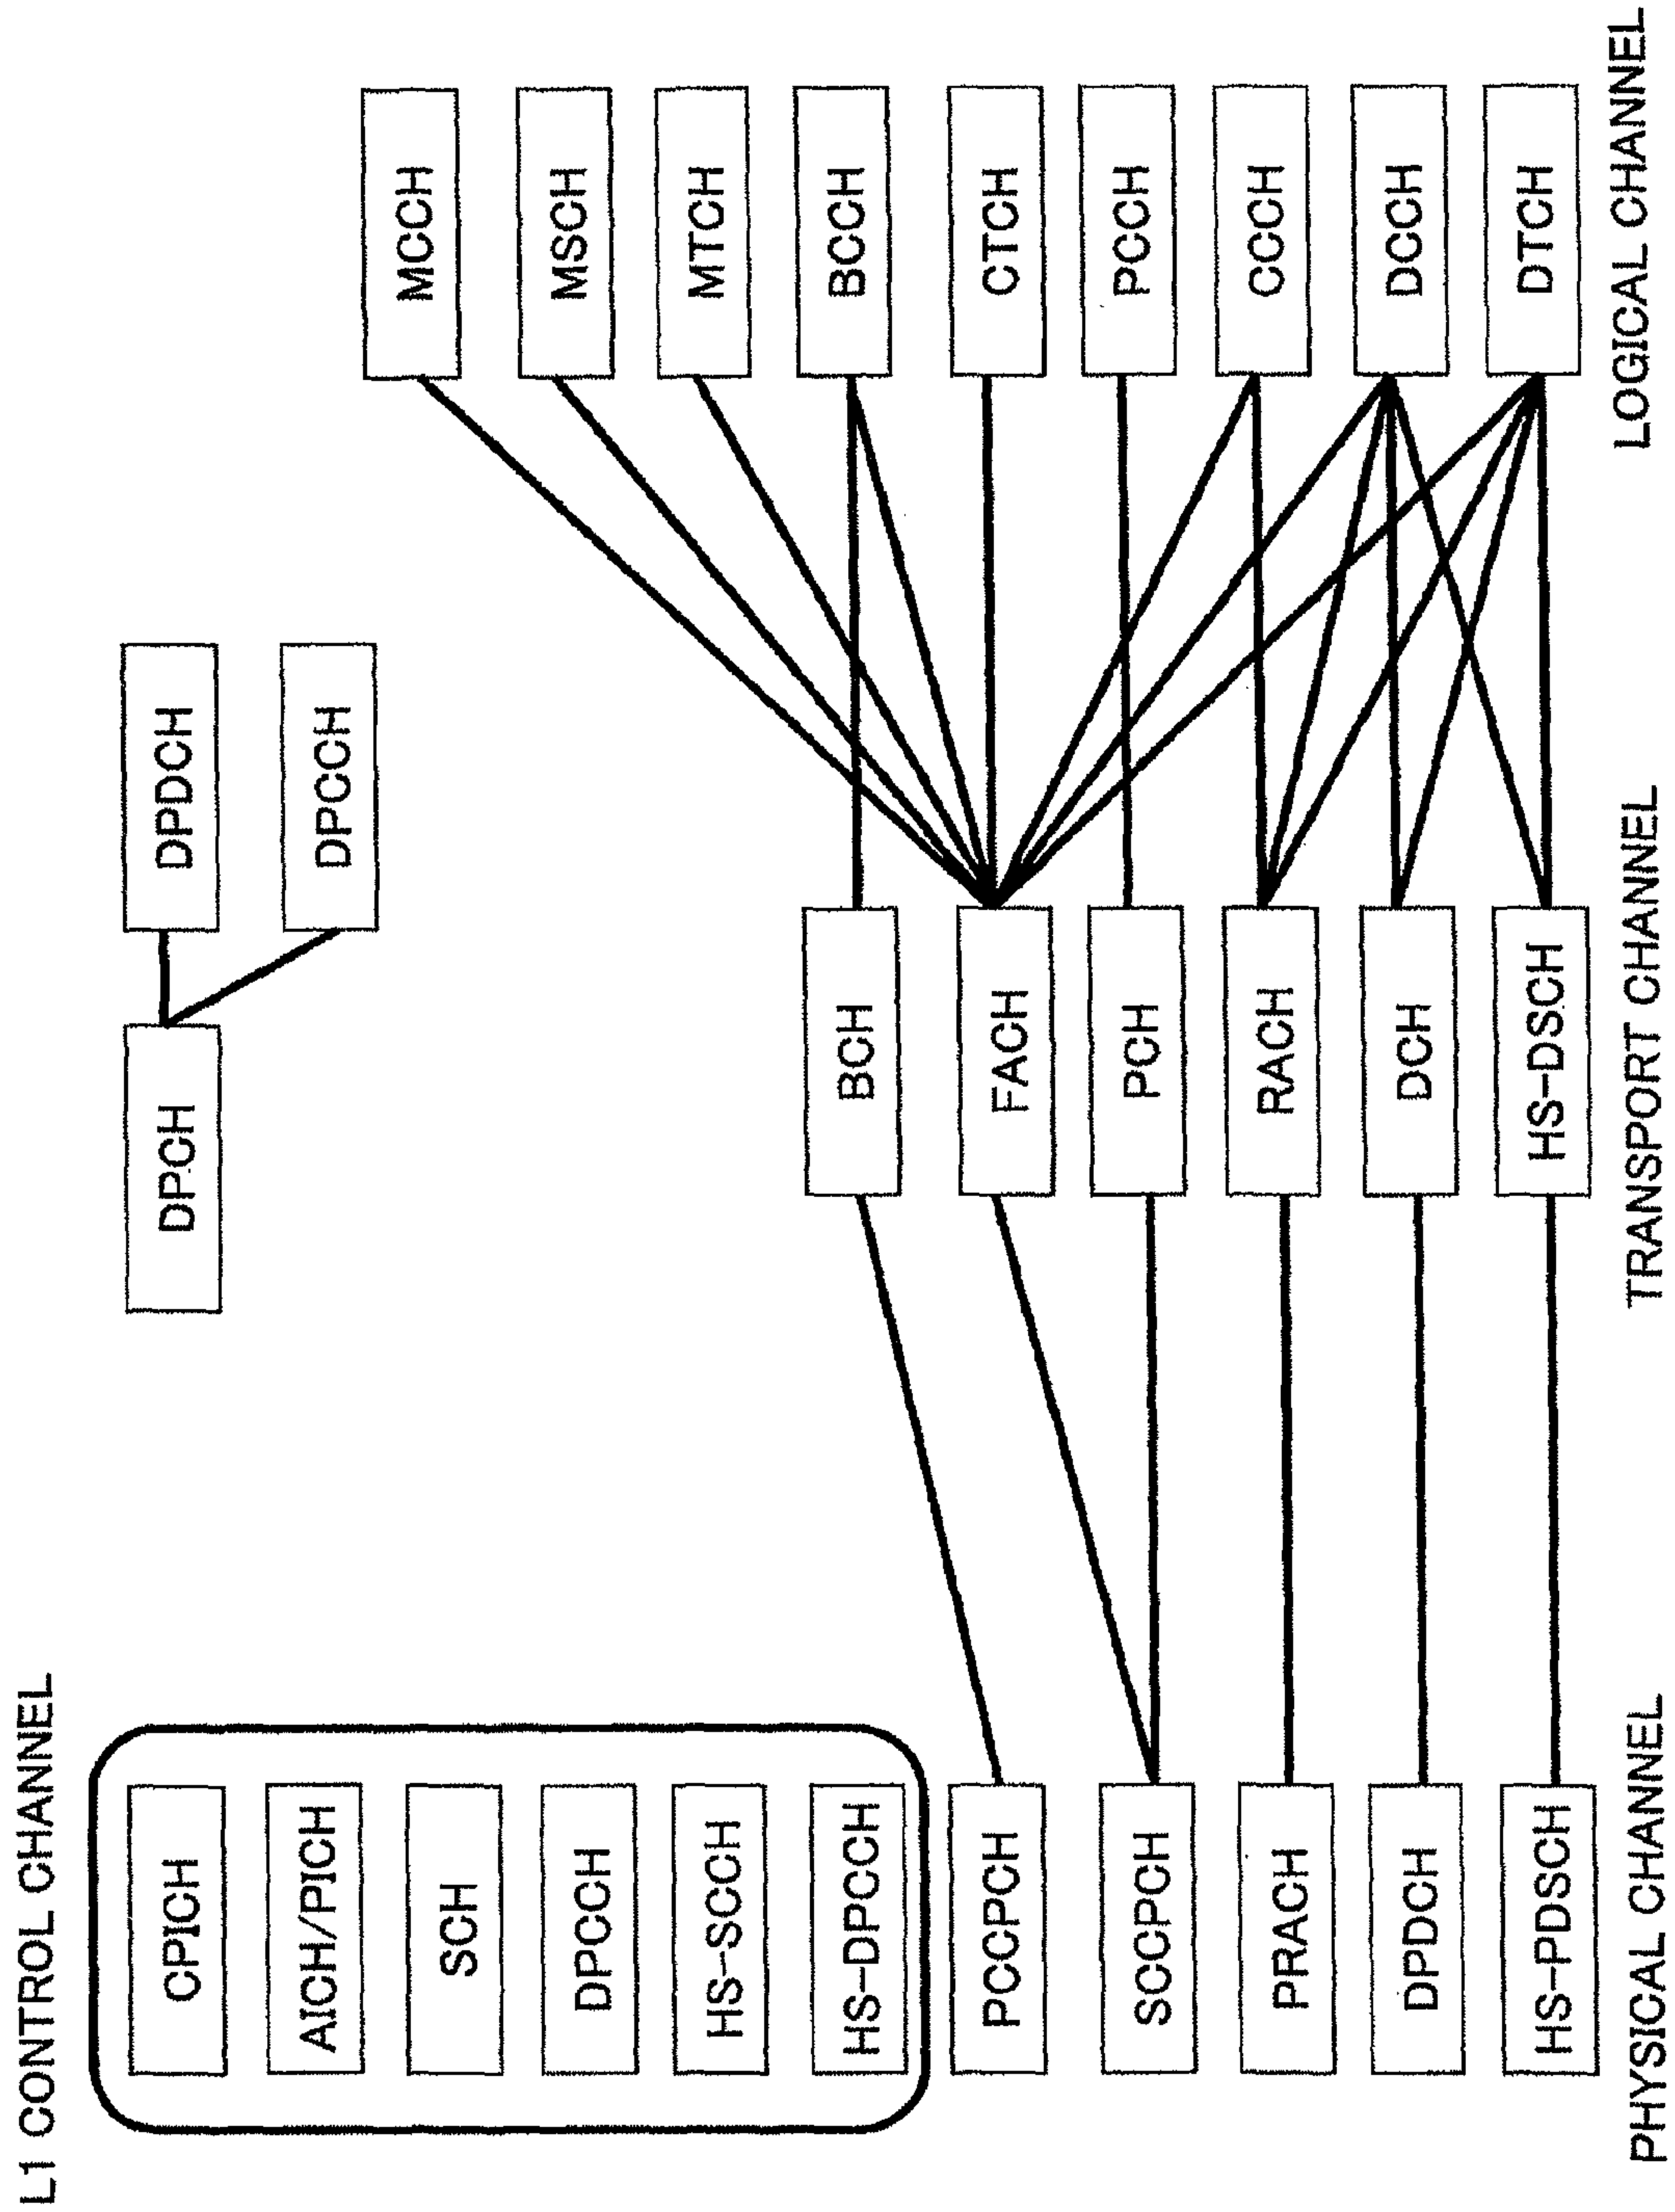 L1 CONTROL CHANNEL
CPICH
AICH/PICH
SCH
DPCCH
HS-SCCH
HS-DPCCH
PCCPCH
SCCPCH
PRACH
DPDCH
HS-PDSCH
PHYSICAL CHANNEL
DPCH
DPDCH
DPCCH
BCH
FACH
PCH
RACH
DCH
HS-DSCH
TRANSPORT CHANNEL
MCCH
MSCH
MTCH
BCCH
CTCH
PCCH
CCCH
DCCH
DTCH
LOGICAL CHANNEL